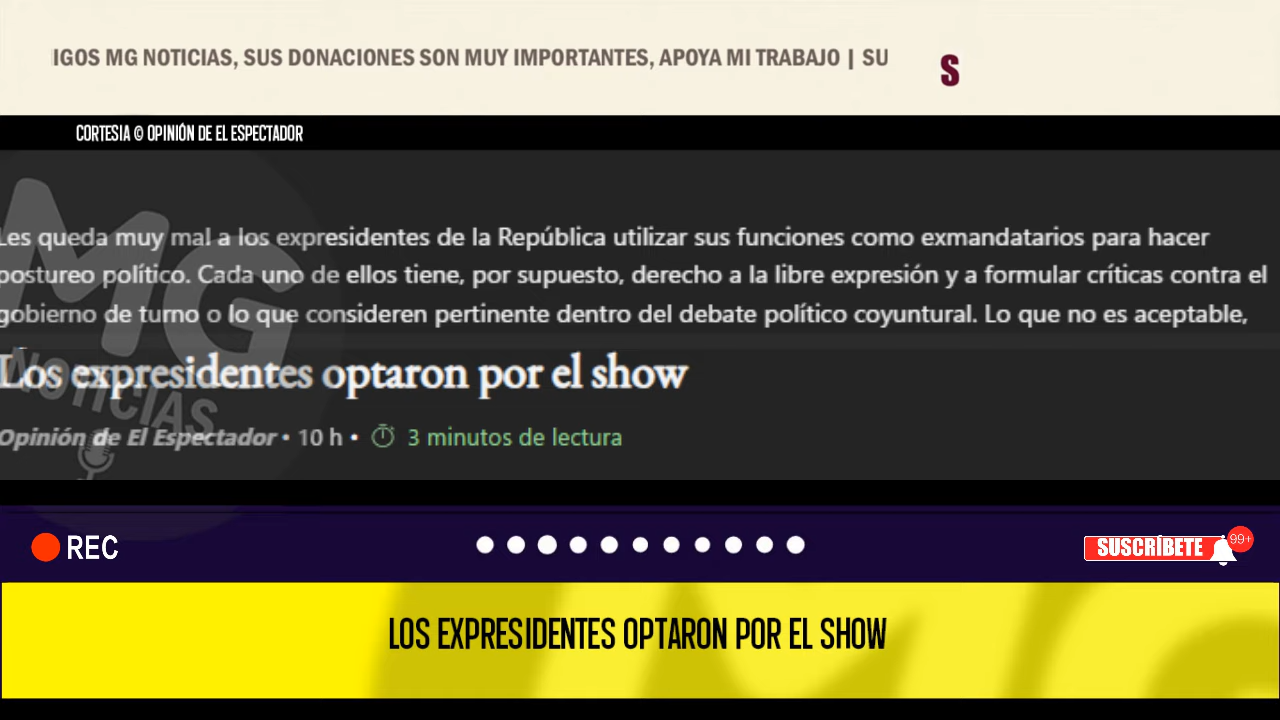 IGOS MG NOTICIAS, SUS DONACIONES SON MUY IMPORTANTES, APOYA MI TRABAJO | SU
S
CORTESIA © OPINIÓN DE EL ESPECTADOR
Les queda muy mal a los expresidentes de la República utilizar sus funciones como exmandatarios para hacer
postureo político. Cada uno de ellos tiene, por supuesto, derecho a la libre expresión y a formular críticas contra el
gobierno de turno o lo que consideren pertinente dentro del debate político coyuntural. Lo que no es aceptable,
Los expresidentes optaron por el show
Opinión de El Espectador • 10 h • 3 minutos de lectura
MG
NOTICIAS
REC
SUSCRÍBETE
99+
LOS EXPRESIDENTES OPTARON POR EL SHOW